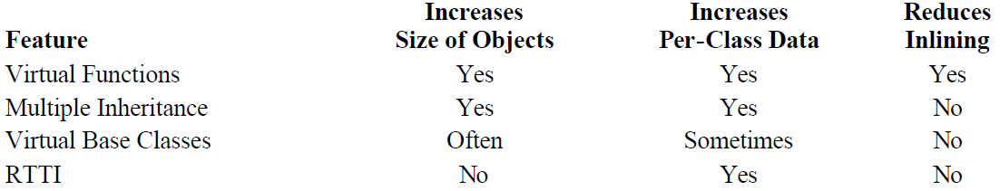 Increases Increases Reduces
Feature Size of Objects Per-Class Data Inlining
Virtual Functions Yes Yes Yes
Multiple Inheritance Yes Yes No
Virtual Base Classes Often Sometimes No
RTTI No Yes No